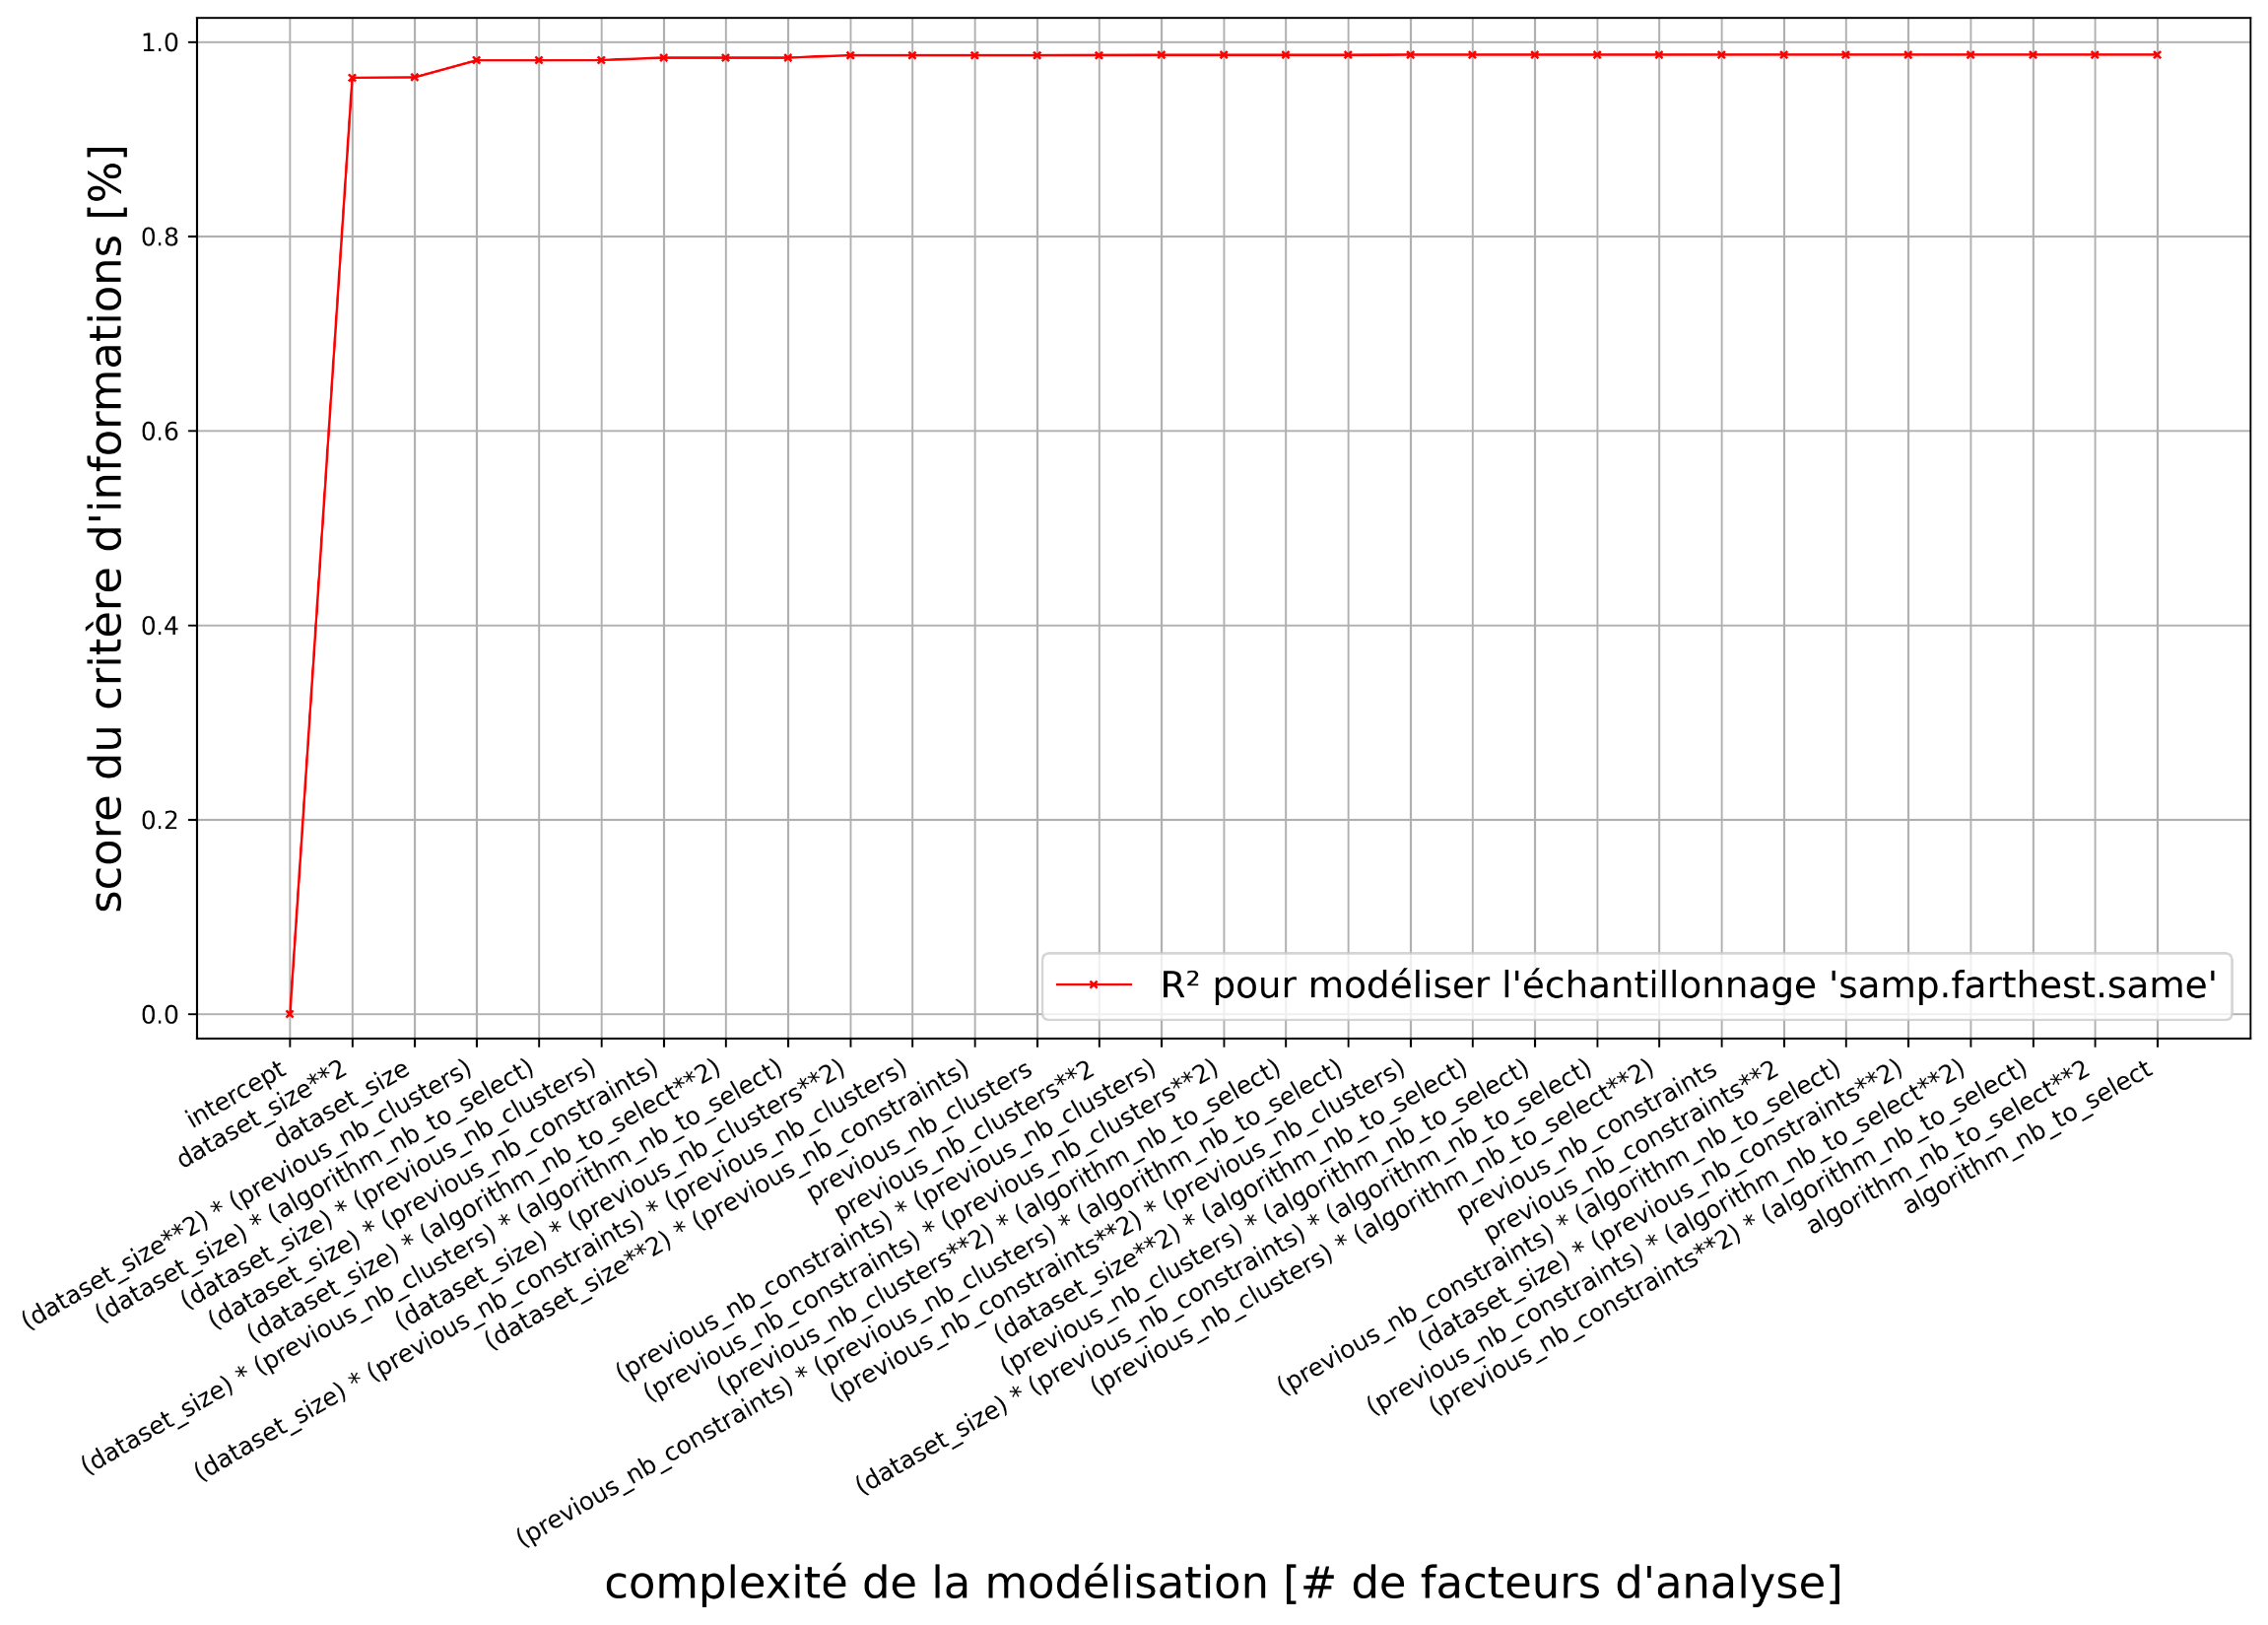 score du critère d'informations [%]
1.0
0.8
0.6
0.4
0.2
0.0
R² pour modéliser l'échantillonnage 'samp.farthest.same'
intercept
dataset_size**2
dataset_size
(dataset_size**2) * (previous_nb_clusters)
(dataset_size) * (algorithm_nb_to_select)
(dataset_size) * (previous_nb_clusters)
(dataset_size) * (previous_nb_constraints)
(dataset_size) * (algorithm_nb_to_select**2)
(dataset_size) * (previous_nb_clusters) * (algorithm_nb_to_select)
(dataset_size) * (previous_nb_clusters**2)
(dataset_size) * (previous_nb_constraints) * (previous_nb_clusters)
(dataset_size**2) * (previous_nb_constraints)
previous_nb_clusters
previous_nb_clusters**2
(previous_nb_constraints) * (previous_nb_clusters)
(previous_nb_constraints) * (previous_nb_clusters**2)
(previous_nb_clusters**2) * (algorithm_nb_to_select)
(previous_nb_constraints) * (previous_nb_clusters) * (algorithm_nb_to_select)
(previous_nb_constraints**2) * (previous_nb_clusters)
(dataset_size**2) * (algorithm_nb_to_select)
(previous_nb_clusters) * (algorithm_nb_to_select)
(dataset_size) * (previous_nb_constraints) * (algorithm_nb_to_select)
(previous_nb_clusters) * (algorithm_nb_to_select**2)
previous_nb_constraints
previous_nb_constraints**2
(previous_nb_constraints) * (algorithm_nb_to_select)
(dataset_size) * (previous_nb_constraints**2)
(previous_nb_constraints) * (algorithm_nb_to_select**2)
(previous_nb_constraints**2) * (algorithm_nb_to_select)
algorithm_nb_to_select**2
algorithm_nb_to_select
complexité de la modélisation [# de facteurs d'analyse]